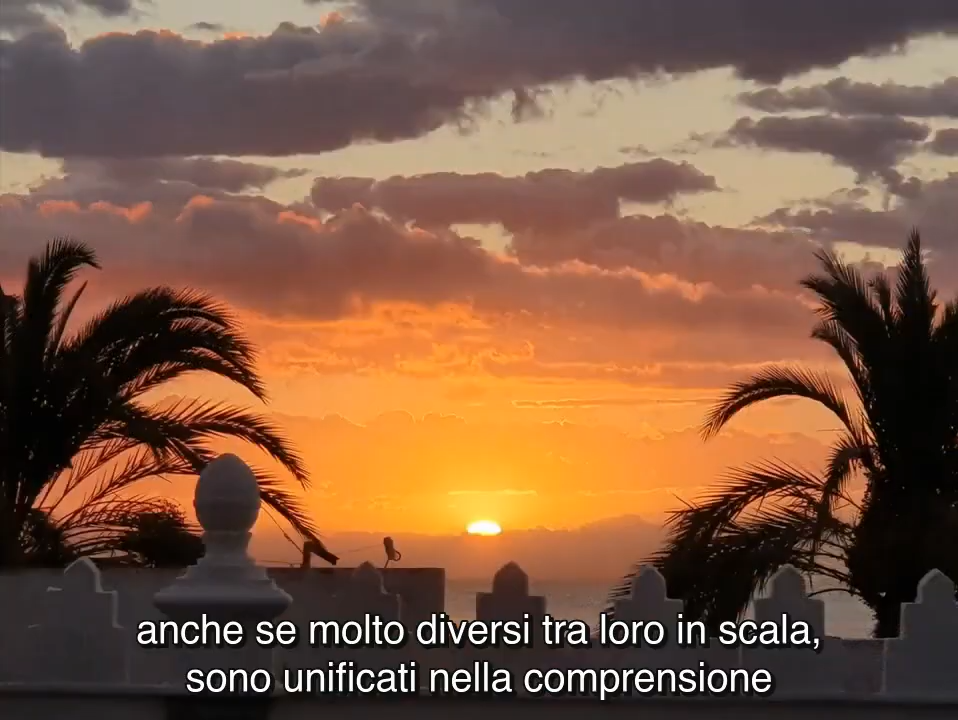 anche se molto diversi tra loro in scala,
sono unificati nella comprensione